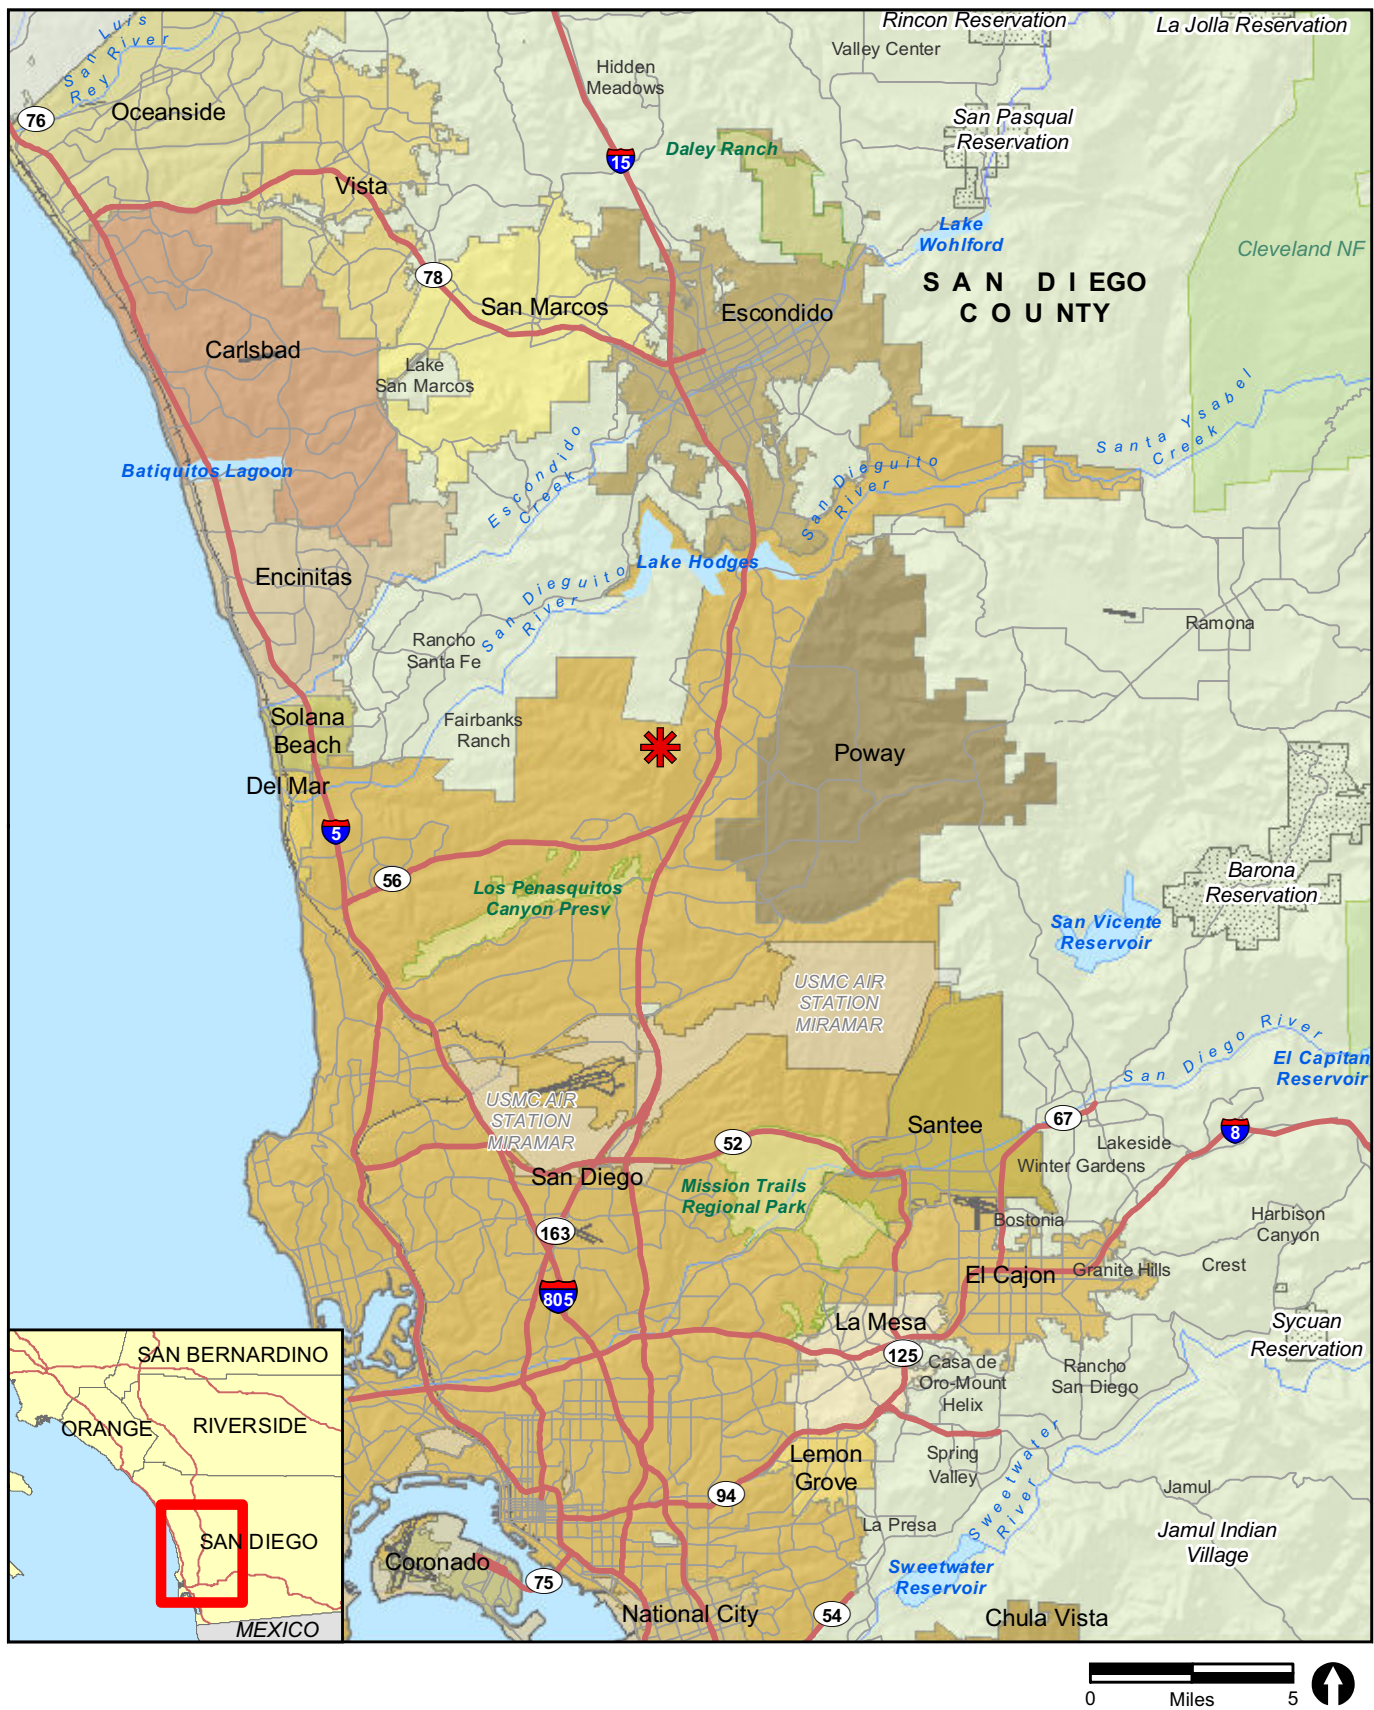 Rincon Reservation
La Jolla Reservation
San Luis
Rey River
Valley Center
Hidden
Meadows
Oceanside
76
San Pasqual
Reservation
Daley Ranch
15
Vista
Lake
Wohlford
Cleveland NF
78
SAN DIEGO
COUNTY
San Marcos
Escondido
Carlsbad
Lake
San Marcos
Santa Ysabel
Creek
Batiquitos Lagoon
Escondido
Creek
San Dieguito
River
Lake Hodges
Encinitas
San Dieguito
River
Rancho
Santa Fe
Ramona
Solana
Beach
Fairbanks
Ranch
Poway
Del Mar
5
56
Los Penasquitos
Canyon Presv
Barona
Reservation
San Vicente
Reservoir
USMC AIR
STATION
MIRAMAR
San Diego River
El Capitan
Reservoir
USMC AIR
STATION
MIRAMAR
Santee
67
8
52
Lakeside
Winter Gardens
San Diego
Mission Trails
Regional Park
163
Bostonia
Harbison
Canyon
El Cajon
Granite Hills
Crest
805
La Mesa
Sycuan
Reservation
125
Casa de
Oro-Mount
Helix
Rancho
San Diego
Lemon
Grove
Spring
Valley
Sweetwater
River
94
Jamul
La Presa
Jamul Indian
Village
Coronado
75
Sweetwater
Reservoir
National City
54
Chula Vista
SAN BERNARDINO
ORANGE
RIVERSIDE
SAN DIEGO
MEXICO
0 Miles 5